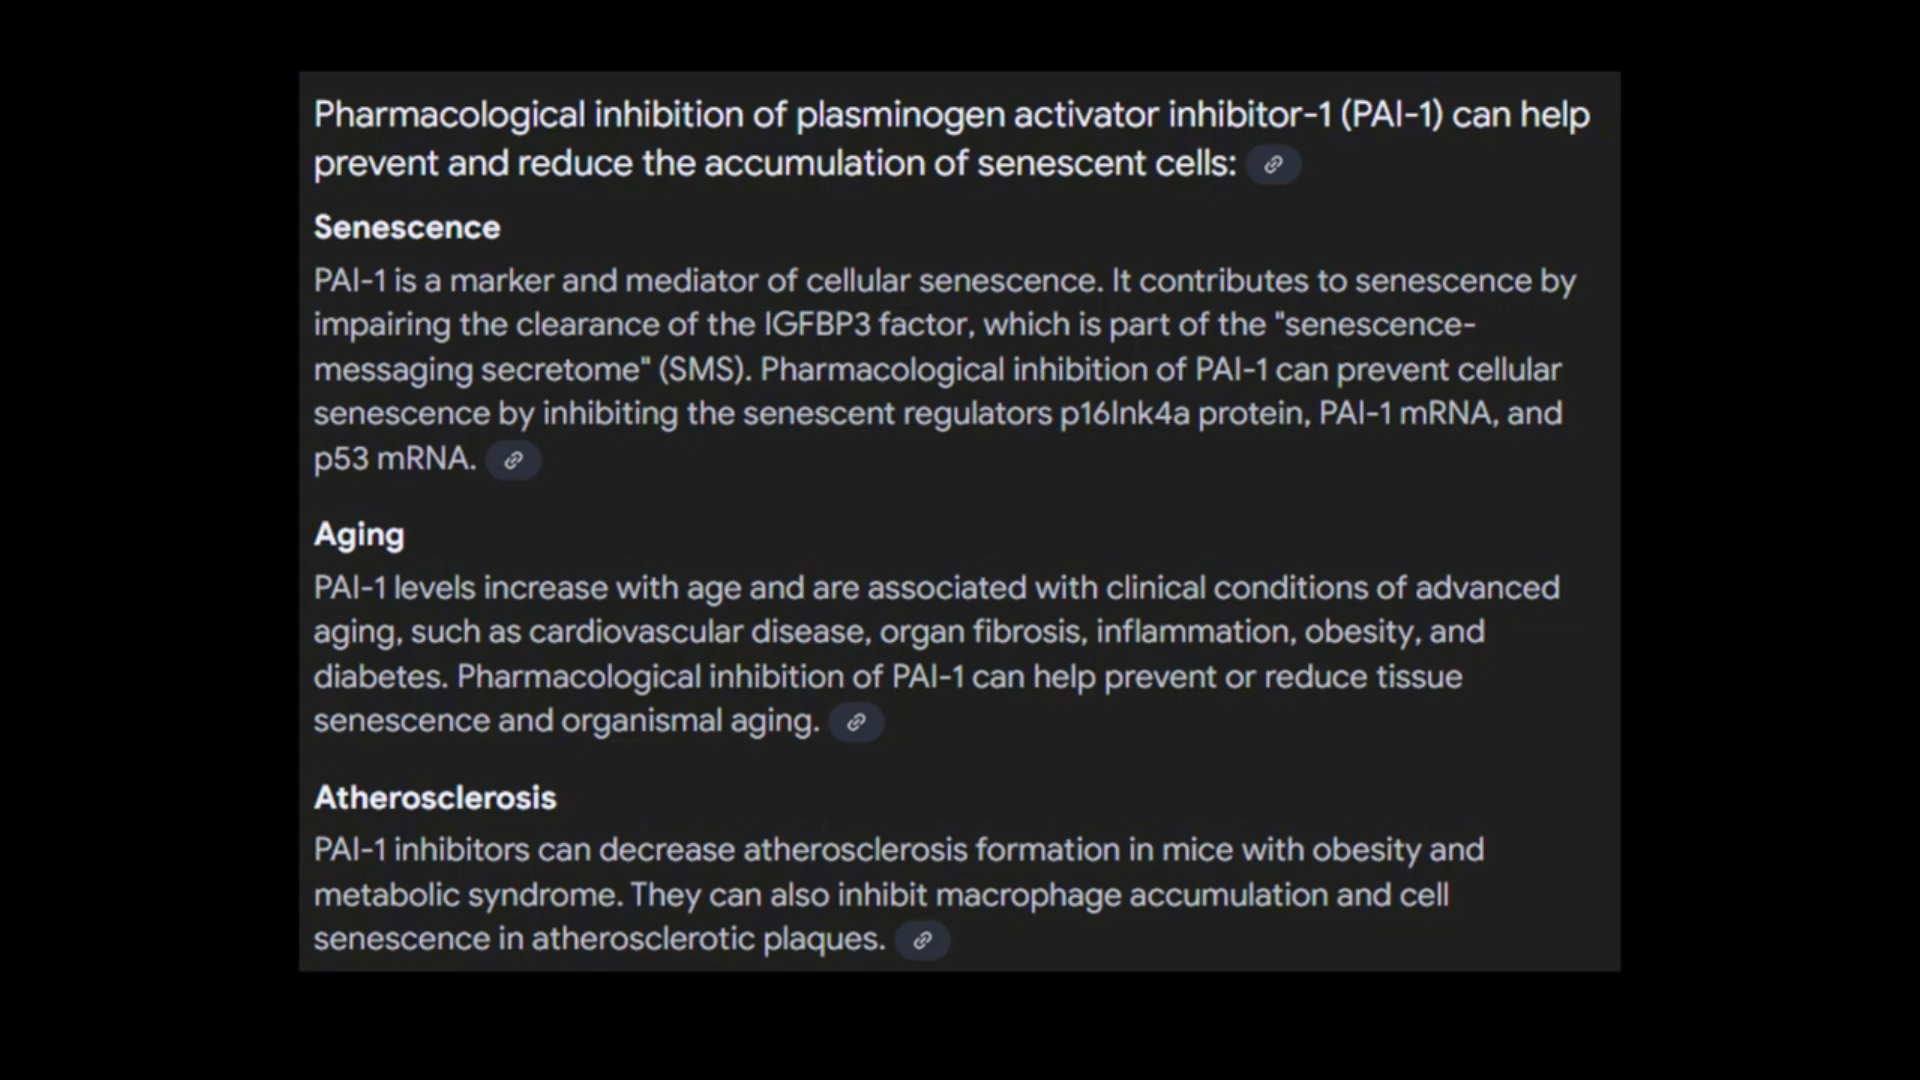 Pharmacological inhibition of plasminogen activator inhibitor-1 (PAI-1) can help
prevent and reduce the accumulation of senescent cells:
Senescence
PAI-1 is a marker and mediator of cellular senescence. It contributes to senescence by
impairing the clearance of the IGFBP3 factor, which is part of the "senescence-
messaging secretome" (SMS). Pharmacological inhibition of PAI-1 can prevent cellular
senescence by inhibiting the senescent regulators p16Ink4a protein, PAI-1 mRNA, and
p53 mRNA.
Aging
PAI-1 levels increase with age and are associated with clinical conditions of advanced
aging, such as cardiovascular disease, organ fibrosis, inflammation, obesity, and
diabetes. Pharmacological inhibition of PAI-1 can help prevent or reduce tissue
senescence and organismal aging.
Atherosclerosis
PAI-1 inhibitors can decrease atherosclerosis formation in mice with obesity and
metabolic syndrome. They can also inhibit macrophage accumulation and cell
senescence in atherosclerotic plaques.